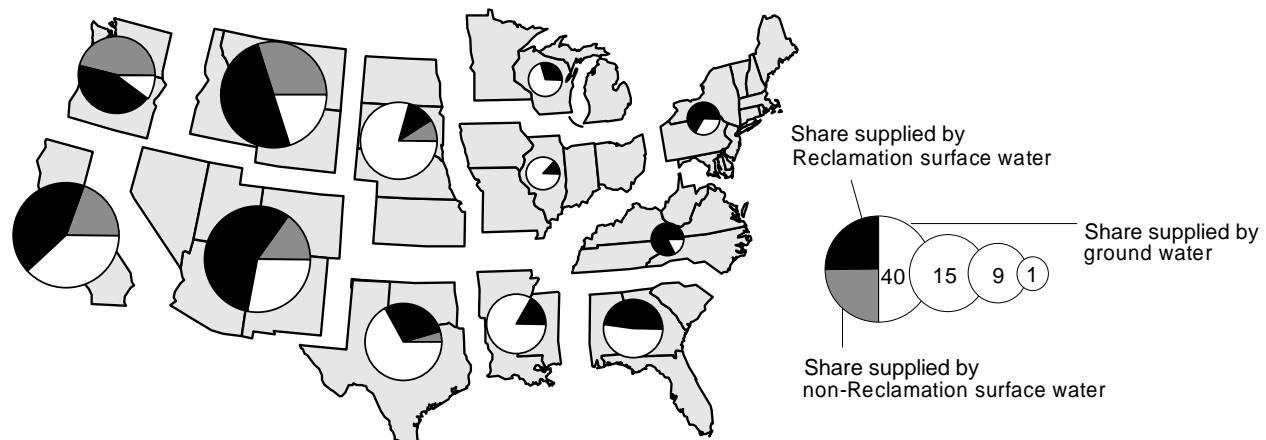 Share supplied by
Reclamation surface water
Share supplied by
ground water
40 15 9 1
Share supplied by
non-Reclamation surface water